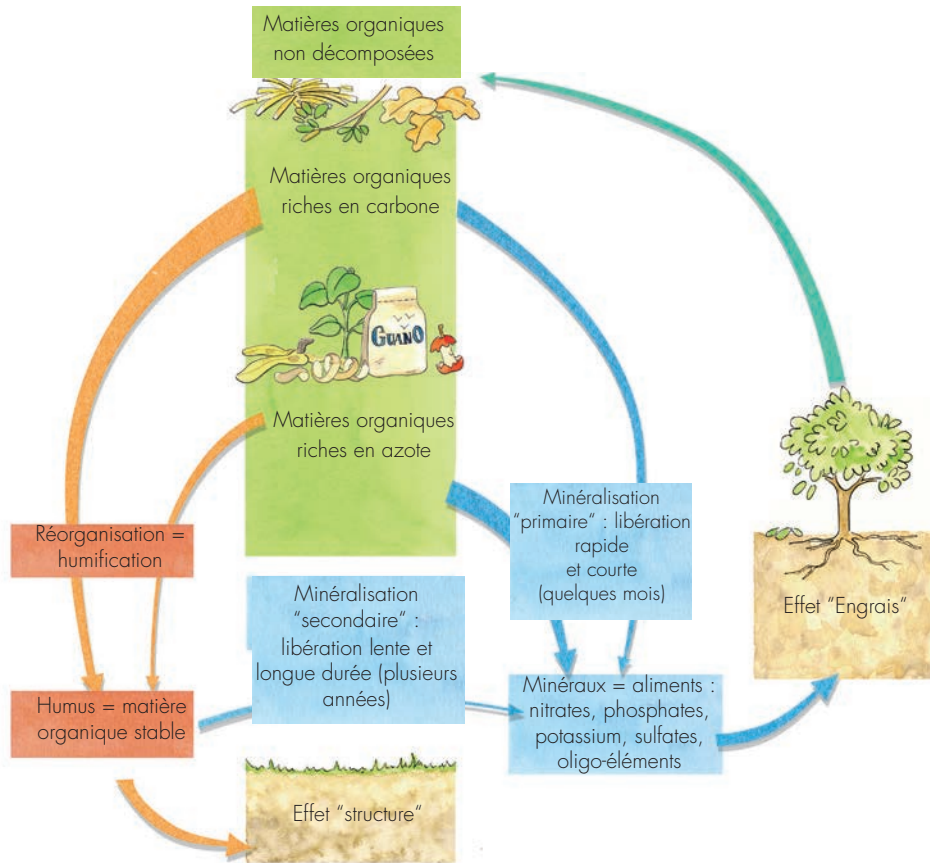 Matières organiques
non décomposées
Matières organiques
riches en carbone
GUANO
Matières organiques
riches en azote
Réorganisation =
humification
Minéralisation
"primaire" : libération
rapide
et courte
(quelques mois)
Minéralisation
"secondaire" :
libération lente et
longue durée (plusieurs
années)
Effet "Engrais"
Humus = matière
organique stable
Minéraux = aliments :
nitrates, phosphates,
potassium, sulfates,
oligo-éléments
Effet "structure"